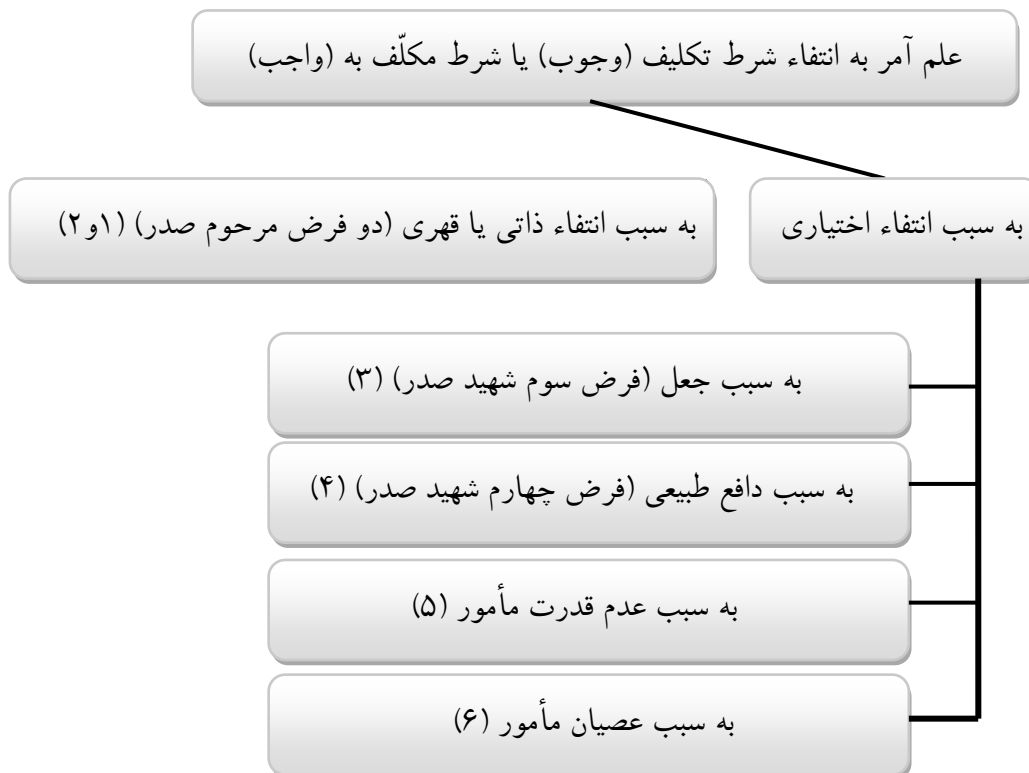 علم آمر به انتفاء شرط تکلیف (وجوب) یا شرط مکلّف به (واجب)
به سبب انتفاء اختیاری
به سبب انتفاء ذاتی یا قهری (دو فرض مرحوم صدر) (۱و۲)
به سبب جعل (فرض سوم شهید صدر) (۳)
به سبب دافع طبیعی (فرض چهارم شهید صدر) (۴)
به سبب عدم قدرت مأمور (۵)
به سبب عصیان مأمور (۶)